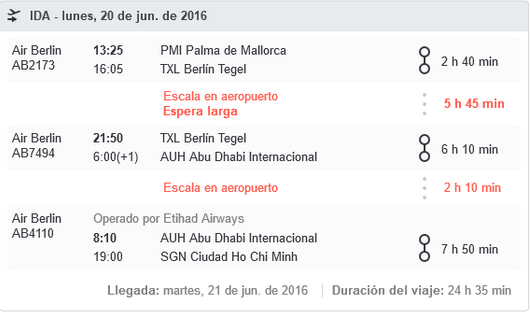 IDA - lunes, 20 de jun. de 2016
Air Berlin 13:25 PMI Palma de Mallorca
AB2173 16:05 TXL Berlín Tegel 2 h 40 min
Escala en aeropuerto
Espera larga 5 h 45 min
Air Berlin 21:50 TXL Berlín Tegel
AB7494 6:00(+1) AUH Abu Dhabi Internacional 6 h 10 min
Escala en aeropuerto 2 h 10 min
Air Berlin Operado por Etihad Airways
AB4110 8:10 AUH Abu Dhabi Internacional
19:00 SGN Ciudad Ho Chi Minh 7 h 50 min
Llegada: martes, 21 de jun. de 2016 Duración del viaje: 24 h 35 min